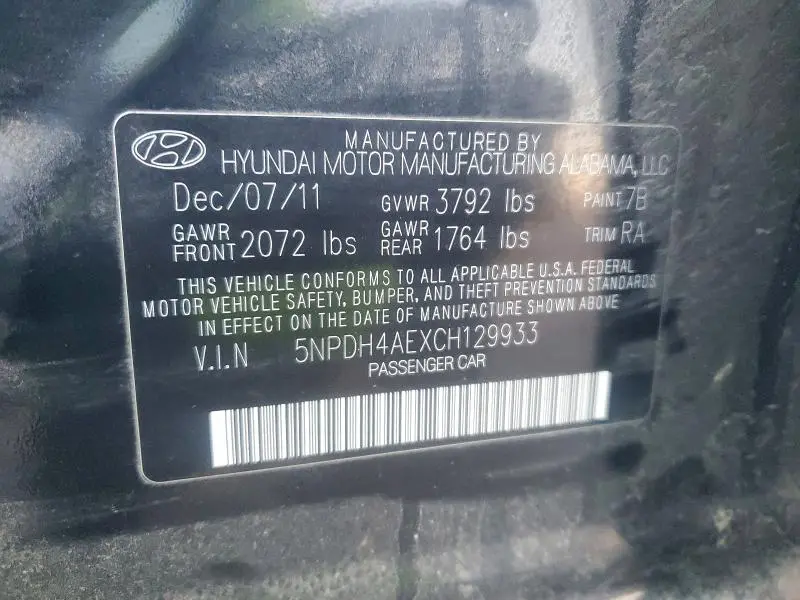 MANUFACTURED BY
HYUNDAI MOTOR MANUFACTURING ALABAMA, LLC
Dec/07/11 GVWR 3792 lbs PAINT 7B
GAWR FRONT 2072 lbs GAWR REAR 1764 lbs TRIM RA
THIS VEHICLE CONFORMS TO ALL APPLICABLE U.S.A. FEDERAL
MOTOR VEHICLE SAFETY, BUMPER, AND THEFT PREVENTION STANDARDS
IN EFFECT ON THE DATE OF MANUFACTURE SHOWN ABOVE
V.I.N 5NPDH4AEXCH129933
PASSENGER CAR